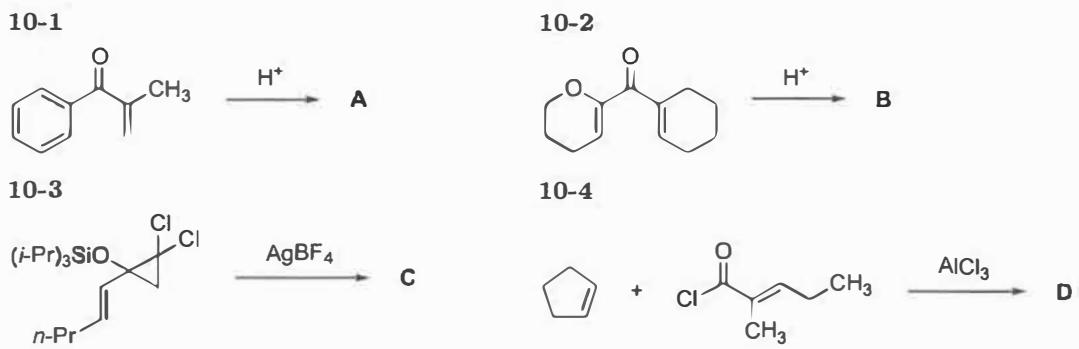 10-1
10-2
O
CH₃
H⁺
A
O
O
H⁺
B
10-3
10-4
Cl
Cl
(i-Pr)₃SiO
n-Pr
AgBF₄
C
+
O
Cl
CH₃
CH₃
AlCl₃
D